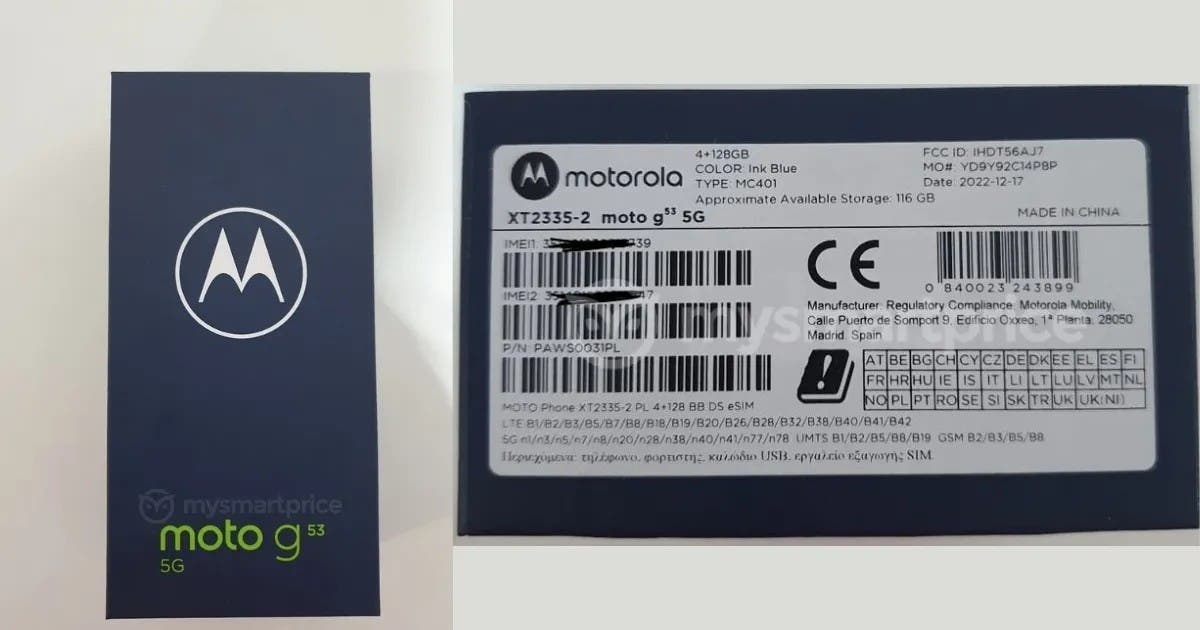 mysmartprice
moto g53
5G
motorola
4+128GB
COLOR: Ink Blue
TYPE: MC401
Approximate Available Storage: 116 GB
FCC ID: IHDT56AJ7
MO#: YD9Y92C14P8P
Date: 2022-12-17
XT2335-2 moto g53 5G
MADE IN CHINA
IMEI1: 35 39
IMEI2: 35 47
P/N: PAWS0031PL
CE
0 840023 243899
Manufacturer: Regulatory Compliance, Motorola Mobility,
Calle Puerto de Somport 9, Edificio Oxxeo, 1ª Planta, 28050
Madrid. Spain
mysmartprice
AT BE BG CH CY CZ DE DK EE EL ES FI
FR HR HU IE IS IT LI LT LU LV MT NL
NO PL PT RO SE SI SK TR UK UK(NI)
MOTO Phone XT2335-2 PL 4+128 BB DS eSIM
LTE B1/B2/B3/B5/B7/B8/B18/B19/B20/B26/B28/B32/B38/B40/B41/B42
5G n1/n3/n5/n7/n8/n20/n28/n38/n40/n41/n77/n78 UMTS B1/B2/B5/B8/B19 GSM B2/B3/B5/B8
Περιεχόμενα: τηλέφωνο, φορτιστής, καλώδιο USB, εργαλείο εξαγωγής SIM